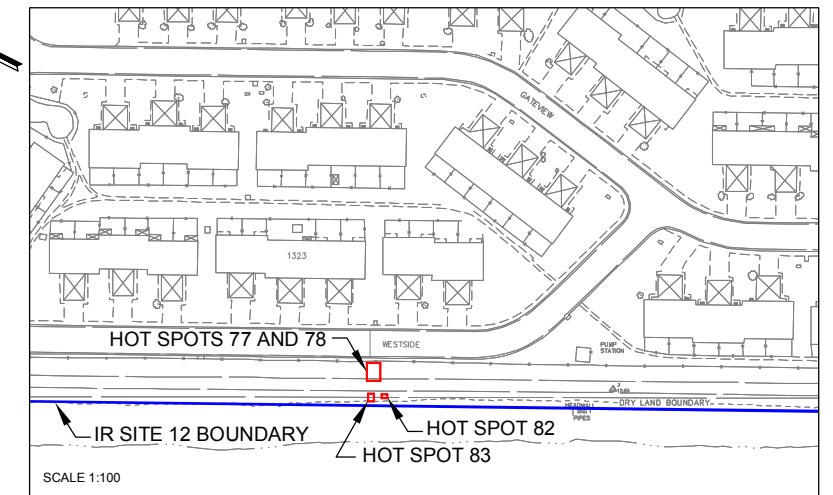 GATEVIEW
1323
HOT SPOTS 77 AND 78
WESTSIDE
PUMP
STATION
3
DRY LAND BOUNDARY
HEADWALL
PIPES
IR SITE 12 BOUNDARY
HOT SPOT 82
HOT SPOT 83
SCALE 1:100